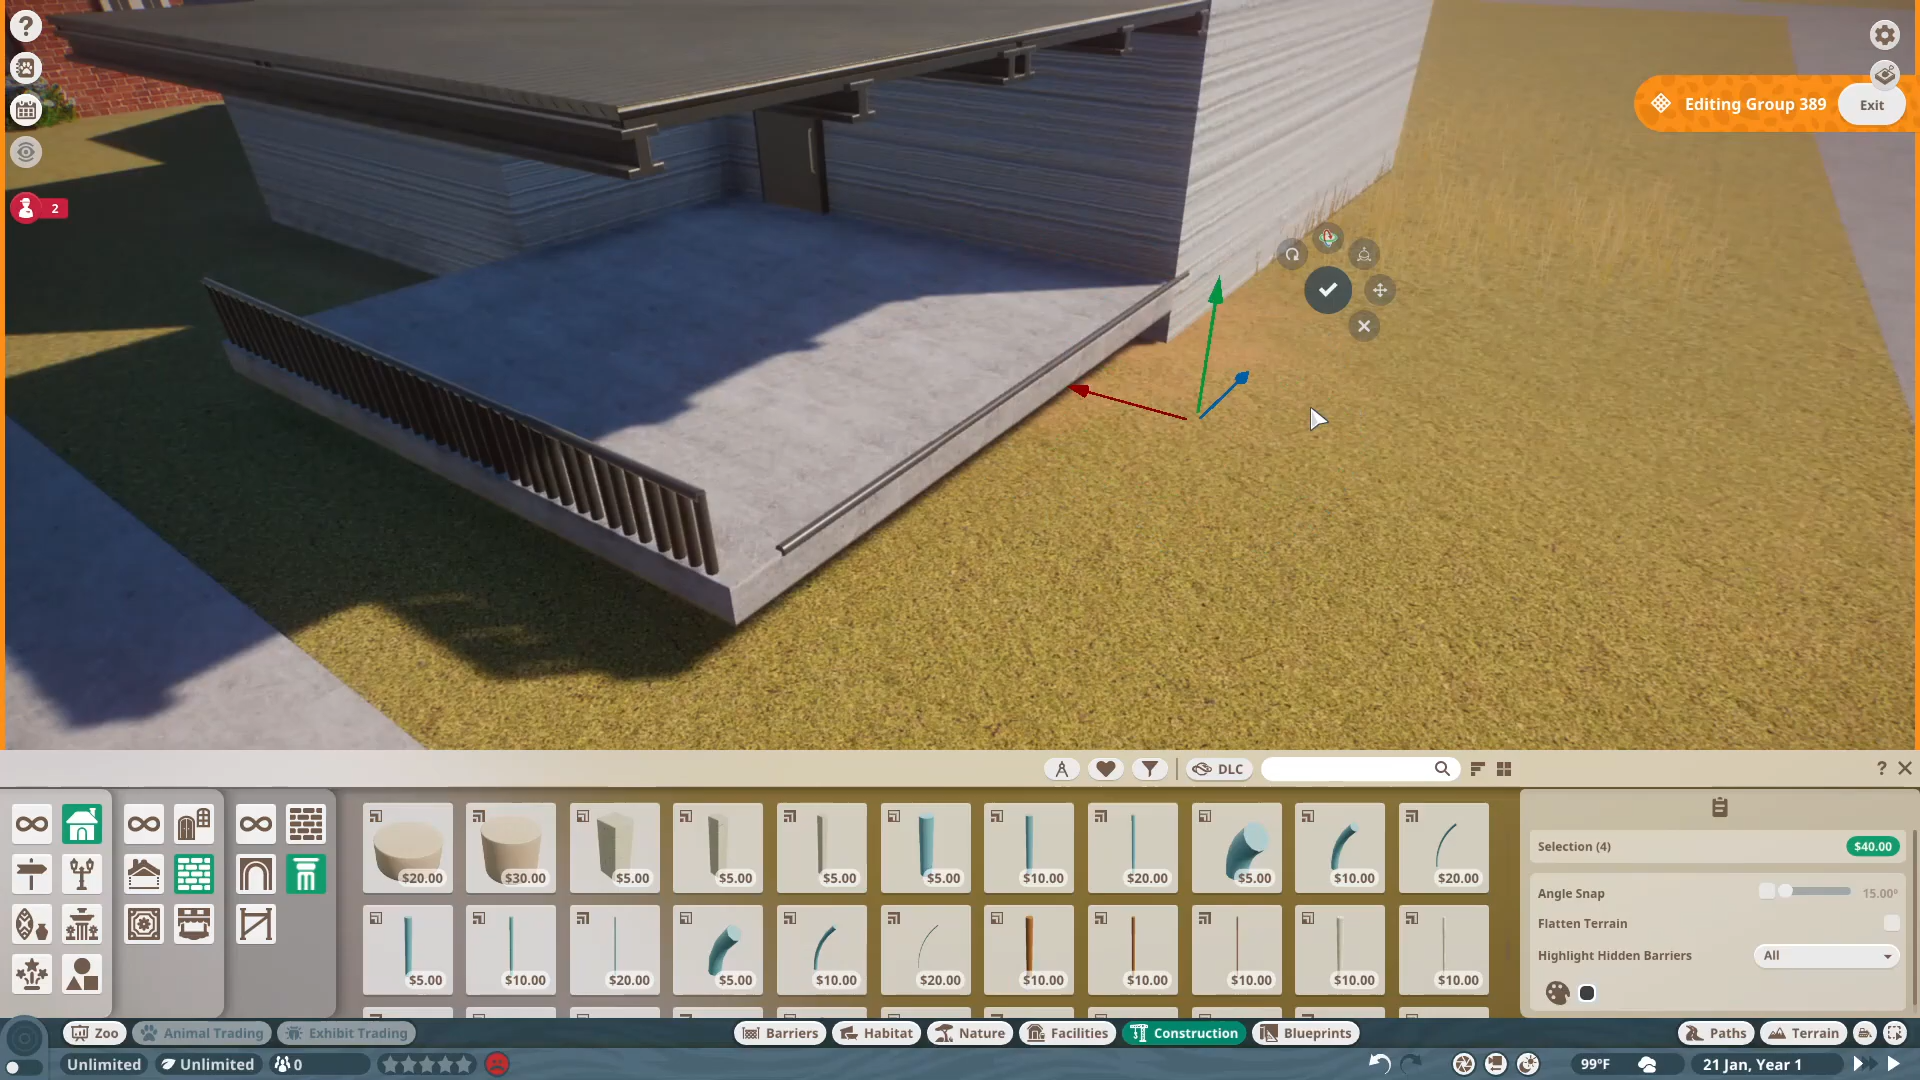 ?
Editing Group 389
Exit
2
DLC
?
$20.00
$30.00
$5.00
$5.00
$5.00
$5.00
$10.00
$20.00
$5.00
$10.00
$20.00
$5.00
$10.00
$20.00
$5.00
$10.00
$20.00
$10.00
$10.00
$10.00
$10.00
$10.00
Selection (4)
$40.00
Angle Snap
15.00°
Flatten Terrain
Highlight Hidden Barriers
All
Zoo
Animal Trading
Exhibit Trading
Barriers
Habitat
Nature
Facilities
Construction
Blueprints
Paths
Terrain
Unlimited
Unlimited
0
99°F
21 Jan, Year 1